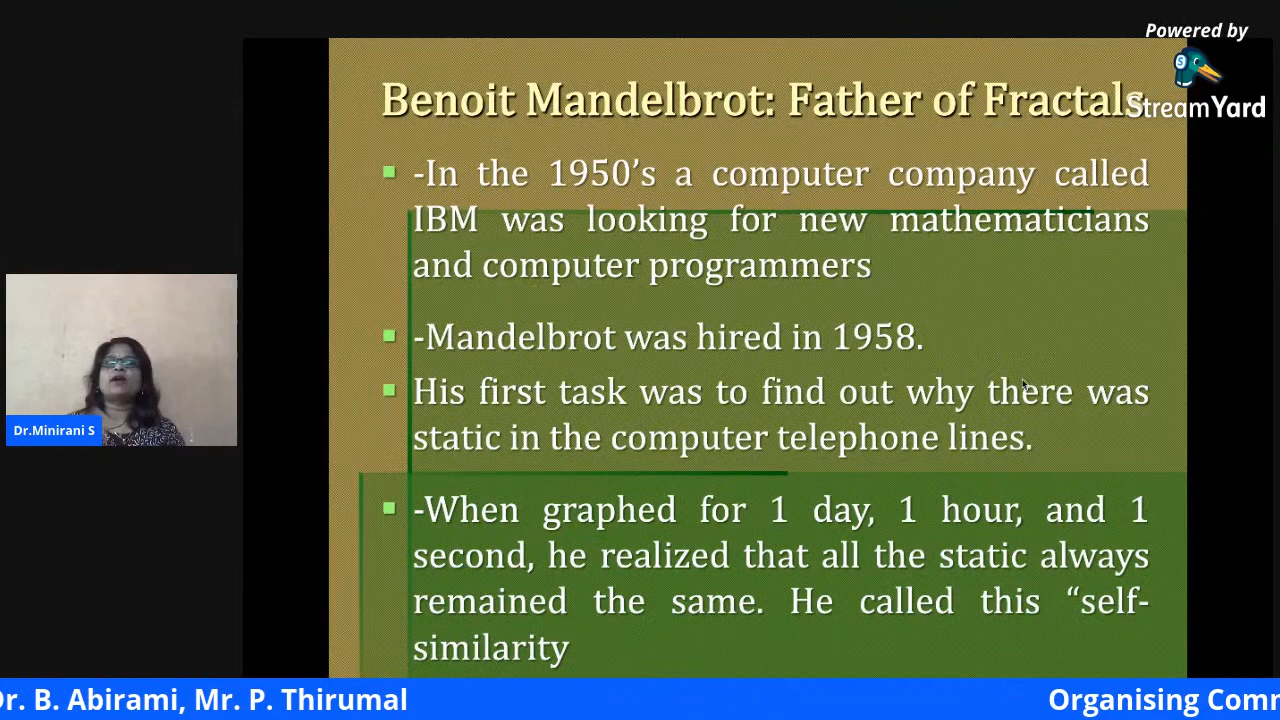 Powered by
StreamYard
Benoit Mandelbrot: Father of Fractals
-In the 1950’s a computer company called
IBM was looking for new mathematicians
and computer programmers
-Mandelbrot was hired in 1958.
His first task was to find out why there was
static in the computer telephone lines.
-When graphed for 1 day, 1 hour, and 1
second, he realized that all the static always
remained the same. He called this “self-
similarity
Dr.Minirani S
Dr. B. Abirami, Mr. P. Thirumal
Organising